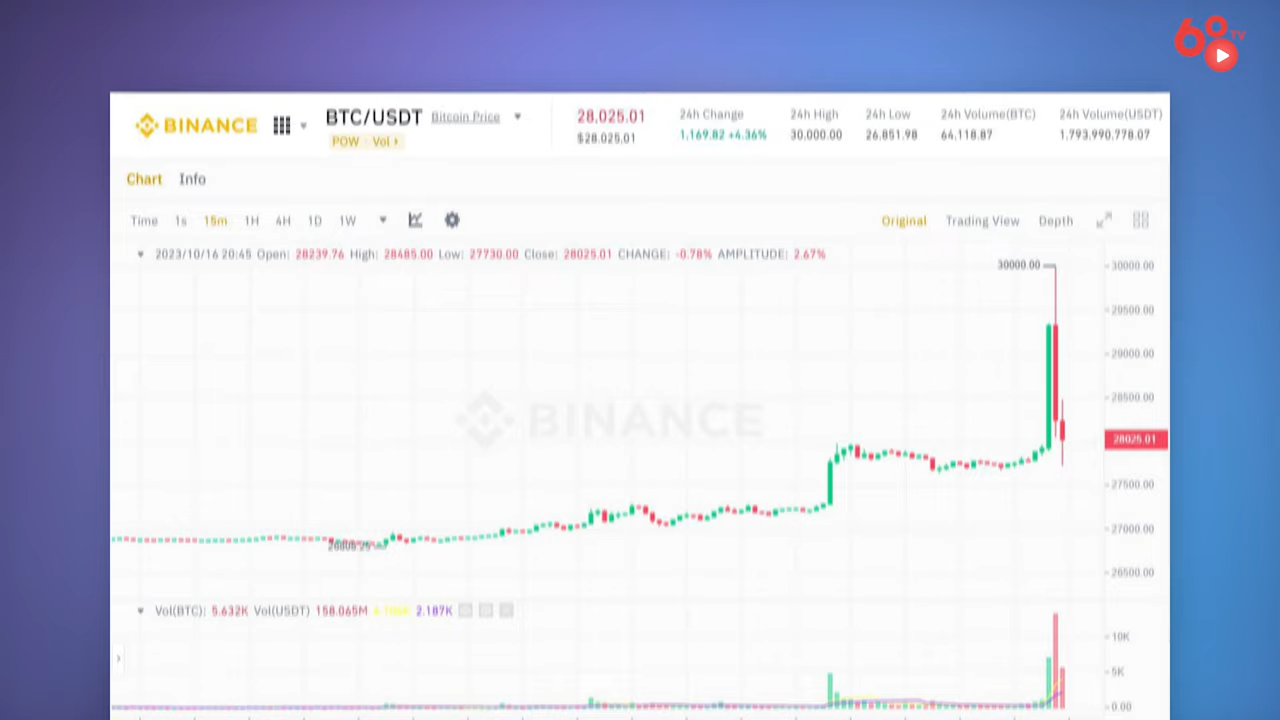 60 TV
BINANCE BTC/USDT Bitcoin Price 28,025.01 24h Change 24h High 24h Low 24h Volume(BTC) 24h Volume(USDT)
POW Vol $28,025.01 1,169.82 +4.36% 30,000.00 26,851.98 64,118.87 1,793,990,778.07
Chart Info
Time 1s 15m 1H 4H 1D 1W Original Trading View Depth
2023/10/16 20:45 Open: 28239.76 High: 28485.00 Low: 27730.00 Close: 28025.01 CHANGE: -0.78% AMPLITUDE: 2.67%
30000.00 30000.00
29500.00
29000.00
28500.00
BINANCE
28025.01
27500.00
27000.00
26500.00
Vol(BTC): 5.632K Vol(USDT) 158.065M 2.187K
10K
5K
0.00